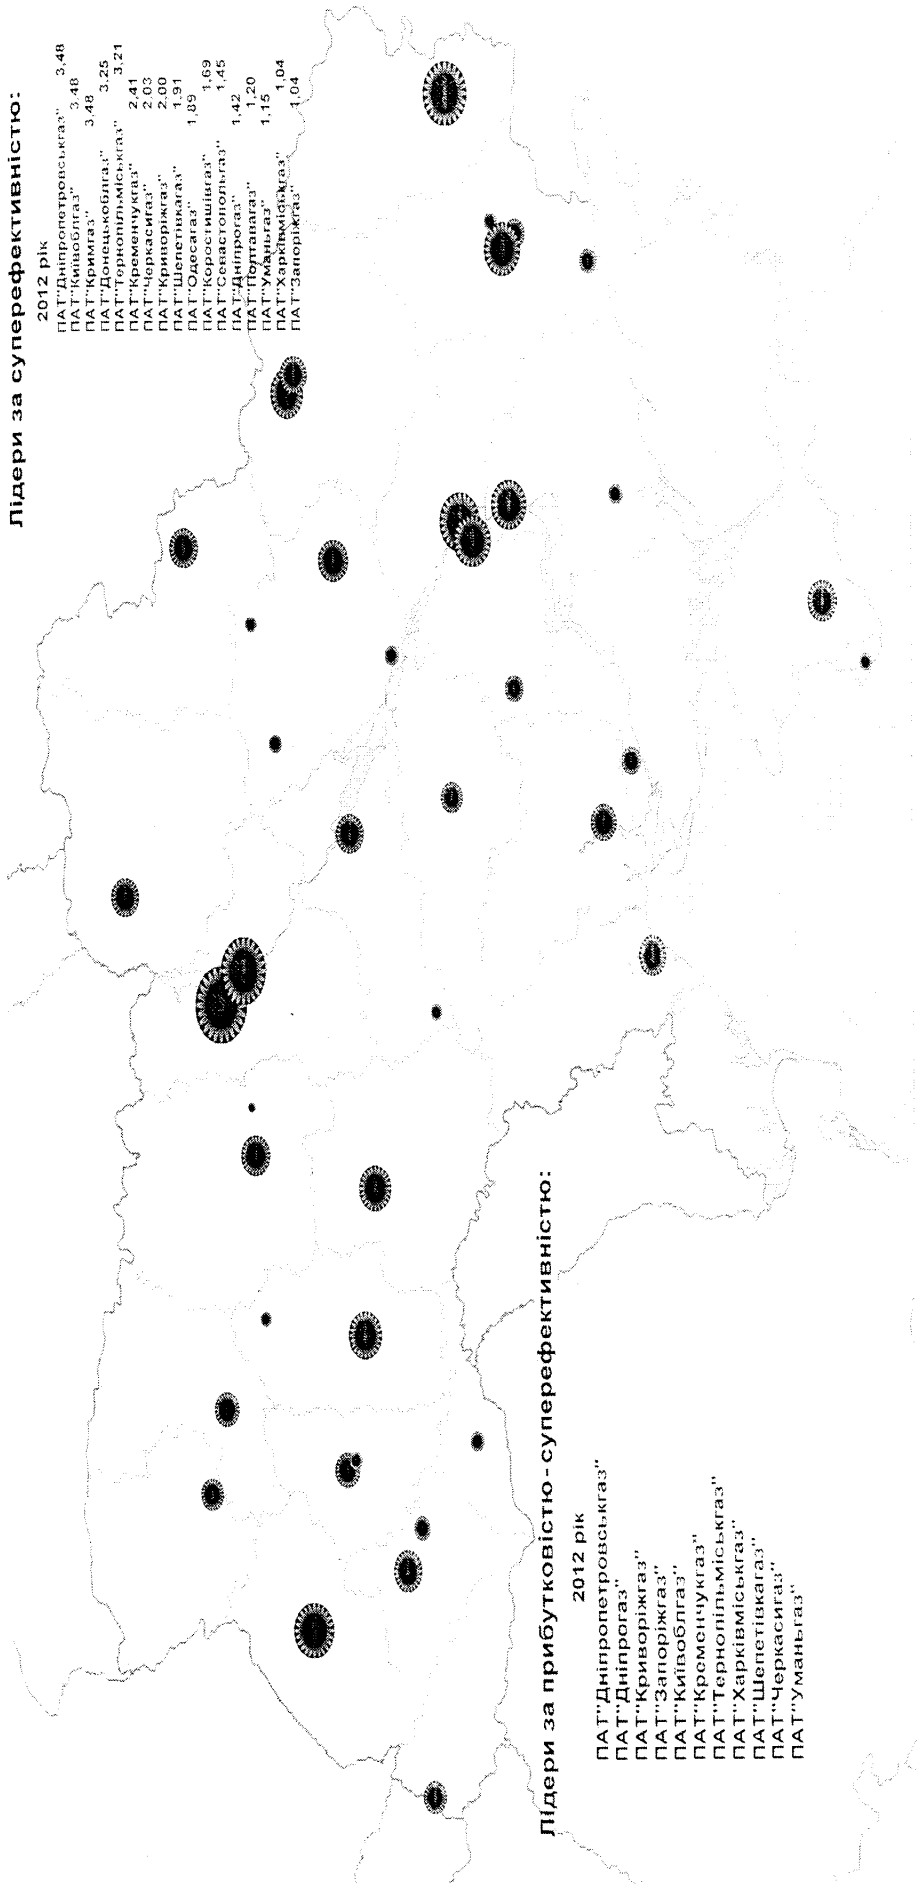 Лідери за суперефективністю:
2012 рік
ПАТ"Дніпропетровськгаз" 3,48
ПАТ"Київоблгаз" 3,48
ПАТ"Кримгаз" 3,48
ПАТ"Донецькоблгаз" 3,25
ПАТ"Тернопільміськгаз" 3,21
ПАТ"Кременчукгаз" 2,41
ПАТ"Черкасигаз" 2,03
ПАТ"Криворіжгаз" 2,00
ПАТ"Шепетівкагаз" 1,91
ПАТ"Одесагаз" 1,89
ПАТ"Коростишівгаз" 1,69
ПАТ"Севастопольгаз" 1,45
ПАТ"Дніпрогаз" 1,42
ПАТ"Полтавагаз" 1,20
ПАТ"Уманьгаз" 1,15
ПАТ"Харківміськгаз" 1,04
ПАТ"Запоріжгаз" 1,04
Лідери за прибутковістю-суперефективністю:
2012 рік
ПАТ"Дніпропетровськгаз"
ПАТ"Дніпрогаз"
ПАТ"Криворіжгаз"
ПАТ"Запоріжгаз"
ПАТ"Київоблгаз"
ПАТ"Кременчукгаз"
ПАТ"Тернопільміськгаз"
ПАТ"Харківміськгаз"
ПАТ"Шепетівкагаз"
ПАТ"Черкасигаз"
ПАТ"Уманьгаз"